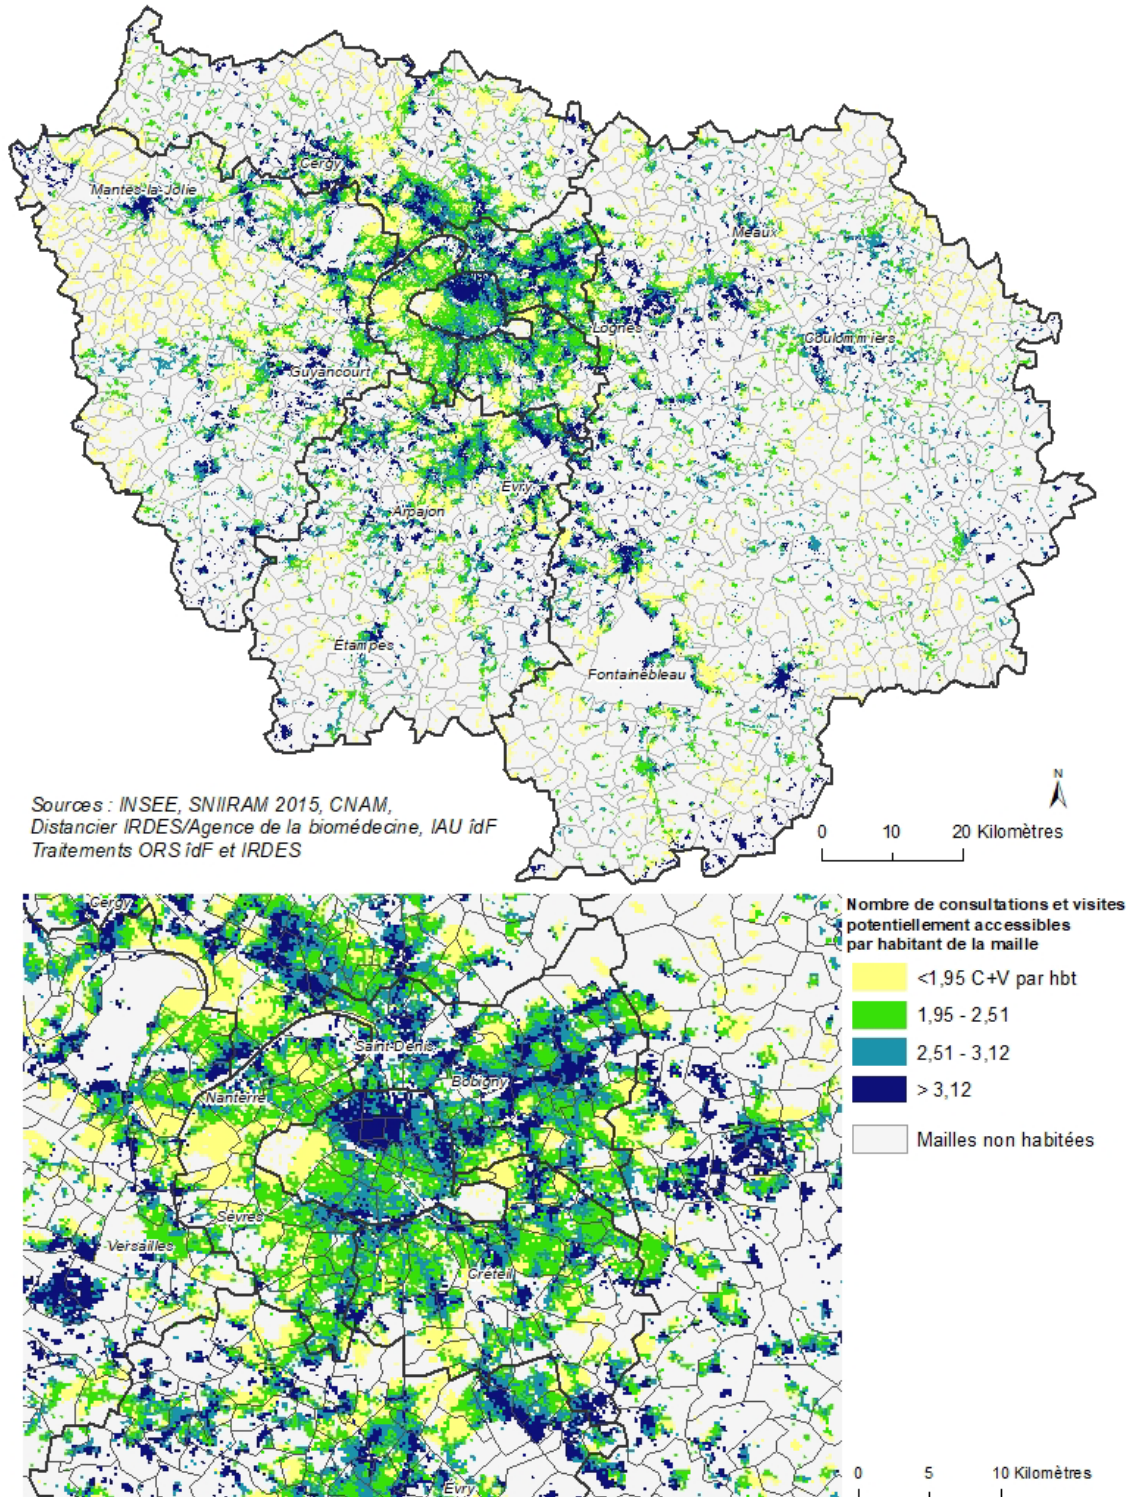 Cergy
Mantes-la-Jolie
Meaux
Lognes
Coulommiers
Guyancourt
Evry
Arpajon
Étampes
Fontainebleau
Sources : INSEE, SNIIRAM 2015, CNAM,
Distancier IRDES/Agence de la biomédecine, IAU îdF
Traitements ORS îdF et IRDES
N
0 10 20 Kilomètres
Cergy
Saint-Denis
Bobigny
Nanterre
Sèvres
Versailles
Créteil
Evry
Nombre de consultations et visites
potentiellement accessibles
par habitant de la maille
<1,95 C+V par hbt
1,95 - 2,51
2,51 - 3,12
> 3,12
Mailles non habitées
0 5 10 Kilomètres